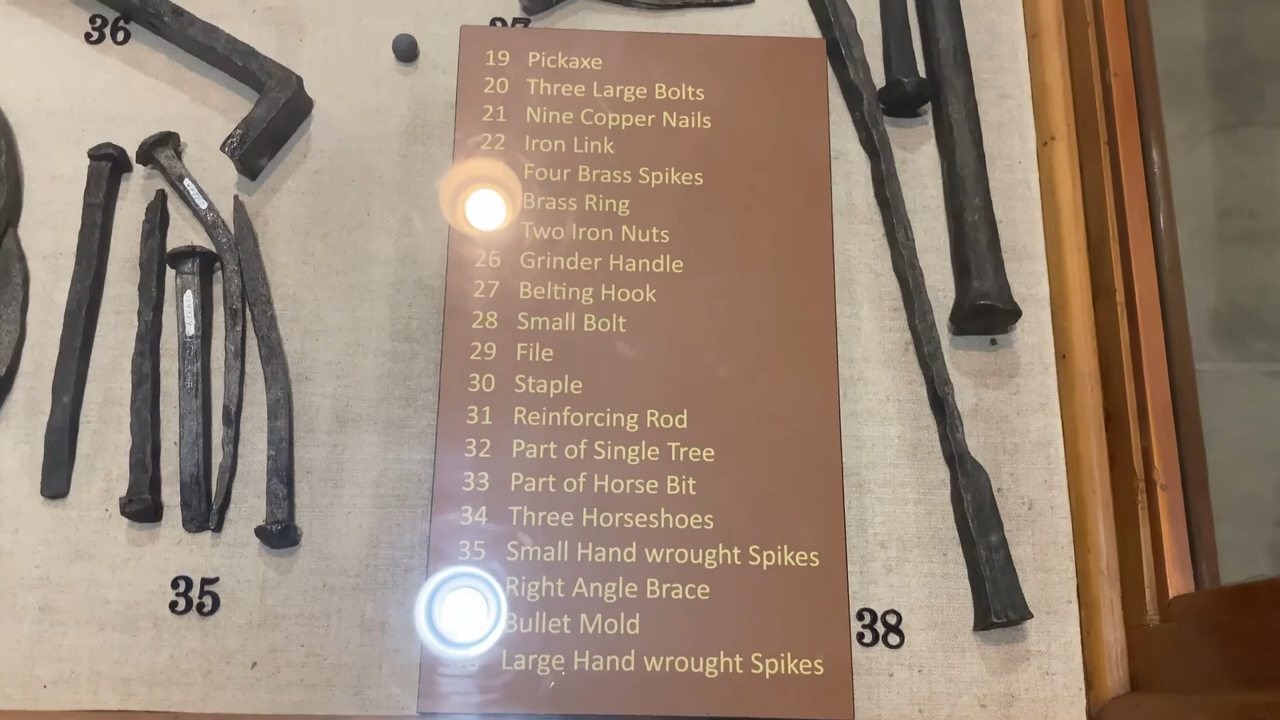 36
37
19 Pickaxe
20 Three Large Bolts
21 Nine Copper Nails
22 Iron Link
Four Brass Spikes
Brass Ring
Two Iron Nuts
26 Grinder Handle
27 Belting Hook
28 Small Bolt
29 File
30 Staple
31 Reinforcing Rod
32 Part of Single Tree
33 Part of Horse Bit
34 Three Horseshoes
35 Small Hand wrought Spikes
Right Angle Brace
Bullet Mold
Large Hand wrought Spikes
35
38